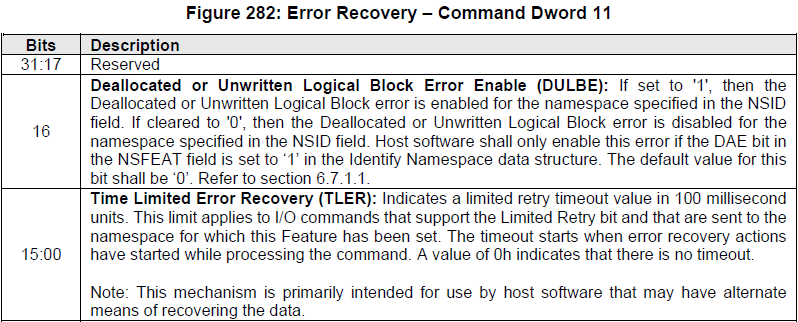 Figure 282: Error Recovery – Command Dword 11
Bits Description
31:17 Reserved
16
Deallocated or Unwritten Logical Block Error Enable (DULBE): If set to '1', then the
Deallocated or Unwritten Logical Block error is enabled for the namespace specified in the NSID
field. If cleared to '0', then the Deallocated or Unwritten Logical Block error is disabled for the
namespace specified in the NSID field. Host software shall only enable this error if the DAE bit in
the NSFEAT field is set to ‘1’ in the Identify Namespace data structure. The default value for this
bit shall be ‘0’. Refer to section 6.7.1.1.
15:00
Time Limited Error Recovery (TLER): Indicates a limited retry timeout value in 100 millisecond
units. This limit applies to I/O commands that support the Limited Retry bit and that are sent to the
namespace for which this Feature has been set. The timeout starts when error recovery actions
have started while processing the command. A value of 0h indicates that there is no timeout.
Note: This mechanism is primarily intended for use by host software that may have alternate
means of recovering the data.